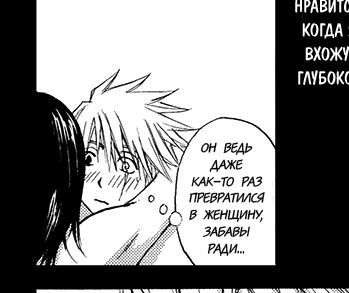 НРАВИТС
КОГДА
ВХОЖУ
ГЛУБОКО
ОН ВЕДЬ
ДАЖЕ
КАК-ТО РАЗ
ПРЕВРАТИЛСЯ
В ЖЕНЩИНУ,
ЗАБАВЫ
РАДИ...